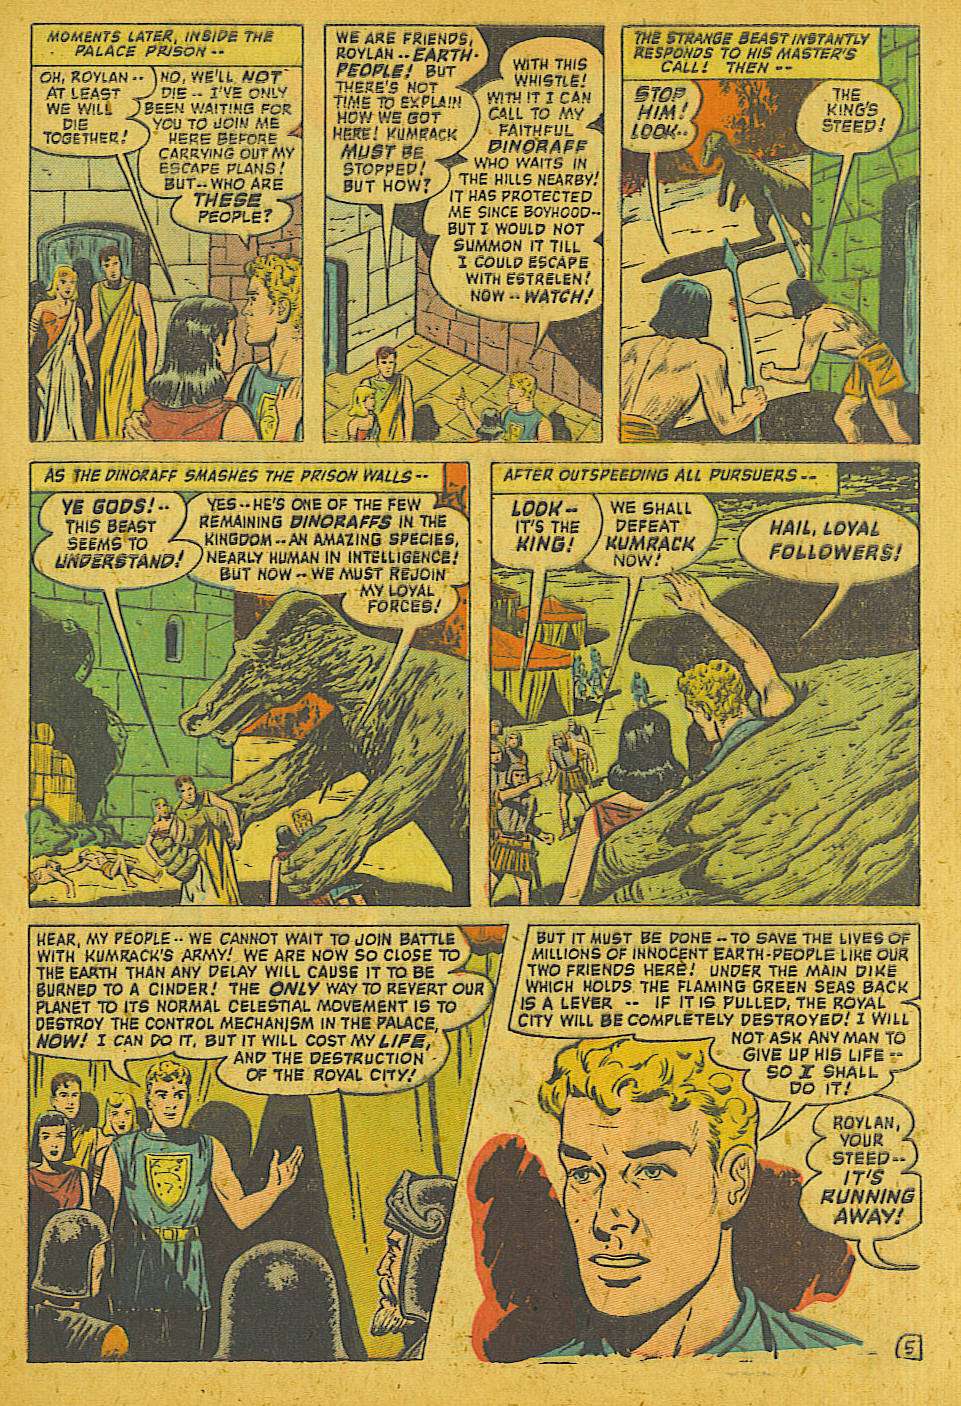 MOMENTS LATER, INSIDE THE
PALACE PRISON --
OH, ROYLAN --
AT LEAST
WE WILL
DIE
TOGETHER!
NO, WE'LL NOT
DIE -- I'VE ONLY
BEEN WAITING FOR
YOU TO JOIN ME
HERE BEFORE
CARRYING OUT MY
ESCAPE PLANS!
BUT -- WHO ARE
THESE
PEOPLE?
WE ARE FRIENDS,
ROYLAN -- EARTH-
PEOPLE! BUT
THERE'S NOT
TIME TO EXPLAIN
HOW WE GOT
HERE! KUMRACK
MUST BE
STOPPED!
BUT HOW?
WITH THIS
WHISTLE!
WITH IT I CAN
CALL TO MY
FAITHFUL
DINORAFF
WHO WAITS IN
THE HILLS NEARBY!
IT HAS PROTECTED
ME SINCE BOYHOOD--
BUT I WOULD NOT
SUMMON IT TILL
I COULD ESCAPE
WITH ESTRELEN!
NOW -- WATCH!
THE STRANGE BEAST INSTANTLY
RESPONDS TO HIS MASTER'S
CALL! THEN --
STOP
HIM!
LOOK--
THE
KING'S
STEED!
AS THE DINORAFF SMASHES THE PRISON WALLS --
YE GODS! --
THIS BEAST
SEEMS TO
UNDERSTAND!
YES -- HE'S ONE OF THE FEW
REMAINING DINORAFFS IN THE
KINGDOM -- AN AMAZING SPECIES,
NEARLY HUMAN IN INTELLIGENCE!
BUT NOW -- WE MUST REJOIN
MY LOYAL
FORCES!
AFTER OUTSPEEDING ALL PURSUERS --
LOOK --
IT'S THE
KING!
WE SHALL
DEFEAT
KUMRACK
NOW!
HAIL, LOYAL
FOLLOWERS!
HEAR, MY PEOPLE -- WE CANNOT WAIT TO JOIN BATTLE
WITH KUMRACK'S ARMY! WE ARE NOW SO CLOSE TO
THE EARTH THAN ANY DELAY WILL CAUSE IT TO BE
BURNED TO A CINDER! THE ONLY WAY TO REVERT OUR
PLANET TO ITS NORMAL CELESTIAL MOVEMENT IS TO
DESTROY THE CONTROL MECHANISM IN THE PALACE,
NOW! I CAN DO IT, BUT IT WILL COST MY LIFE,
AND THE DESTRUCTION
OF THE ROYAL CITY!
BUT IT MUST BE DONE -- TO SAVE THE LIVES OF
MILLIONS OF INNOCENT EARTH-PEOPLE LIKE OUR
TWO FRIENDS HERE! UNDER THE MAIN DIKE
WHICH HOLDS THE FLAMING GREEN SEAS BACK
IS A LEVER -- IF IT IS PULLED, THE ROYAL
CITY WILL BE COMPLETELY DESTROYED! I WILL
NOT ASK ANY MAN TO
GIVE UP HIS LIFE --
SO I SHALL
DO IT!
ROYLAN,
YOUR
STEED--
IT'S
RUNNING
AWAY!
5